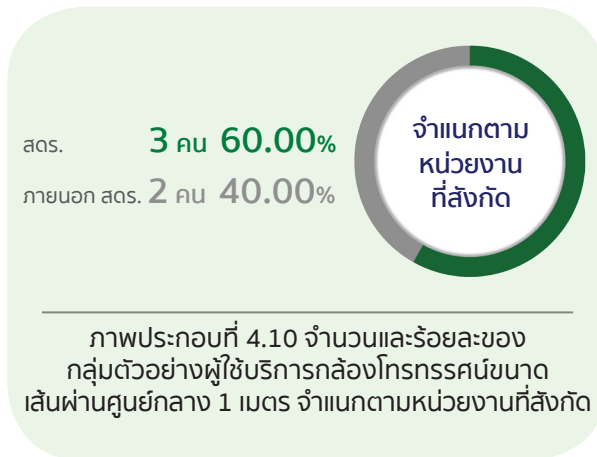 สดร. 3 คน 60.00%
ภายนอก สดร. 2 คน 40.00%
จำแนกตาม
หน่วยงาน
ที่สังกัด
ภาพประกอบที่ 4.10 จำนวนและร้อยละของ
กลุ่มตัวอย่างผู้ใช้บริการกล้องโทรทรรศน์ขนาด
เส้นผ่านศูนย์กลาง 1 เมตร จำแนกตามหน่วยงานที่สังกัด